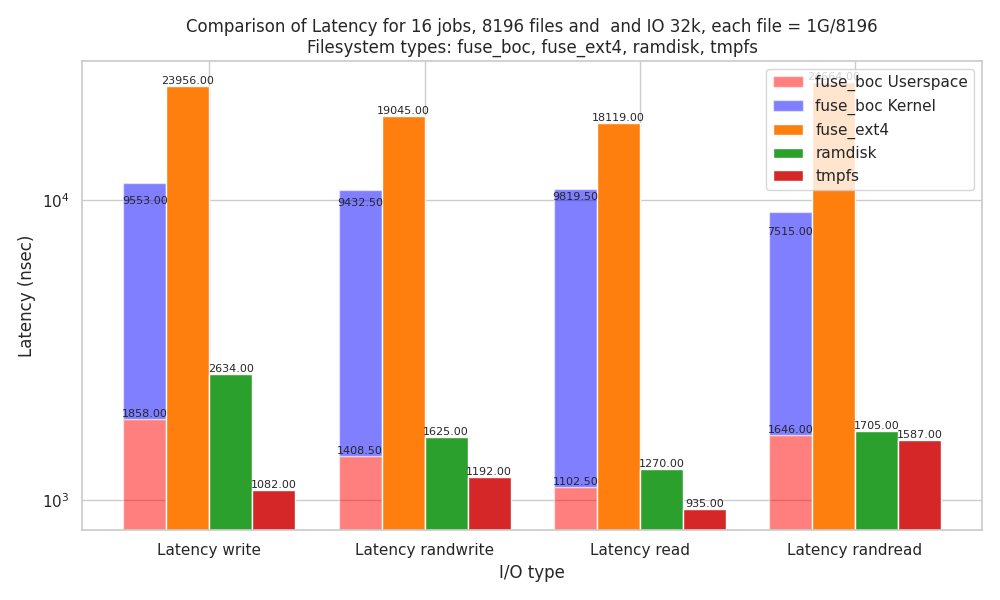 Comparison of Latency for 16 jobs, 8196 files and  and IO 32k, each file = 1G/8196
Filesystem types: fuse_boc, fuse_ext4, ramdisk, tmpfs
fuse_boc Userspace
fuse_boc Kernel
fuse_ext4
ramdisk
tmpfs
Latency (nsec)
10^4
10^3
23956.00
9553.00
1858.00
2634.00
1082.00
19045.00
9432.50
1408.50
1625.00
1192.00
18119.00
9819.50
1102.50
1270.00
935.00
7515.00
1646.00
1705.00
1587.00
Latency write
Latency randwrite
Latency read
Latency randread
I/O type